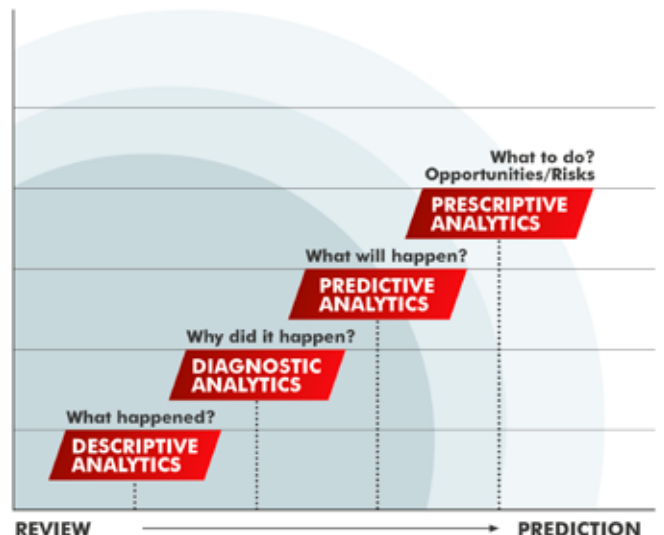 What to do?
Opportunities/Risks
PRESCRIPTIVE
ANALYTICS
What will happen?
PREDICTIVE
ANALYTICS
Why did it happen?
DIAGNOSTIC
ANALYTICS
What happened?
DESCRIPTIVE
ANALYTICS
REVIEW PREDICTION